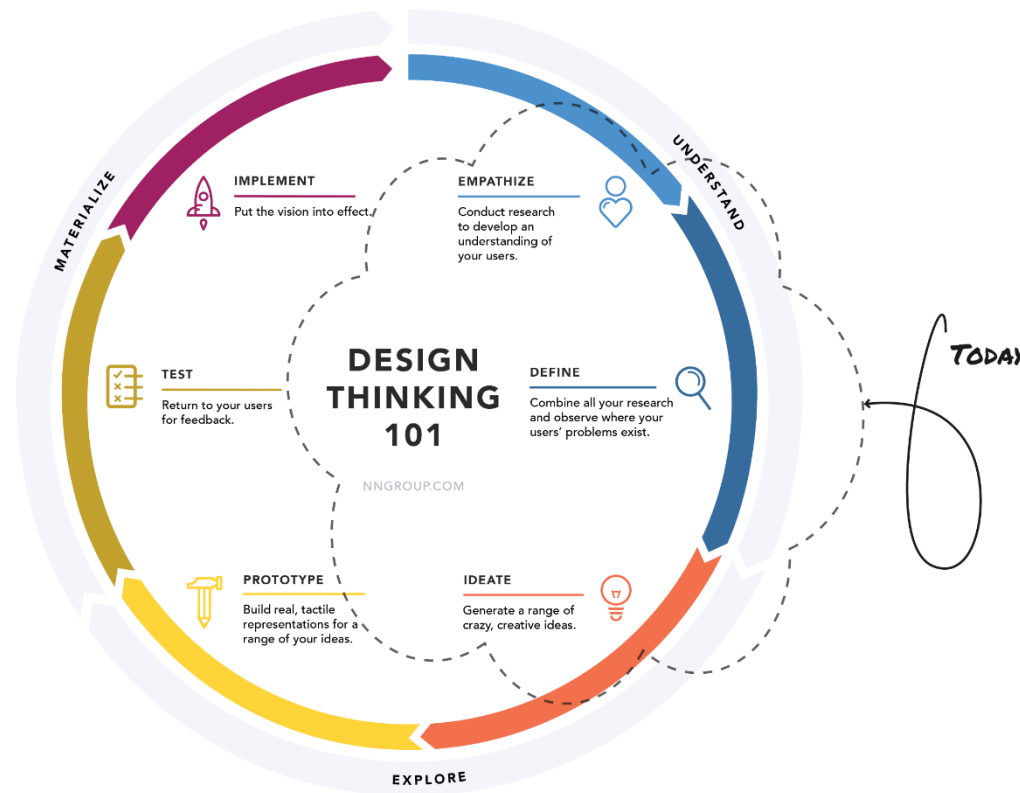 DESIGN
THINKING
101
NNGROUP.COM
UNDERSTAND
EMPATHIZE
Conduct research
to develop an
understanding of
your users.
DEFINE
Combine all your research
and observe where your
users' problems exist.
EXPLORE
IDEATE
Generate a range of
crazy, creative ideas.
PROTOTYPE
Build real, tactile
representations for a
range of your ideas.
MATERIALIZE
TEST
Return to your users
for feedback.
IMPLEMENT
Put the vision into effect.
TODAY